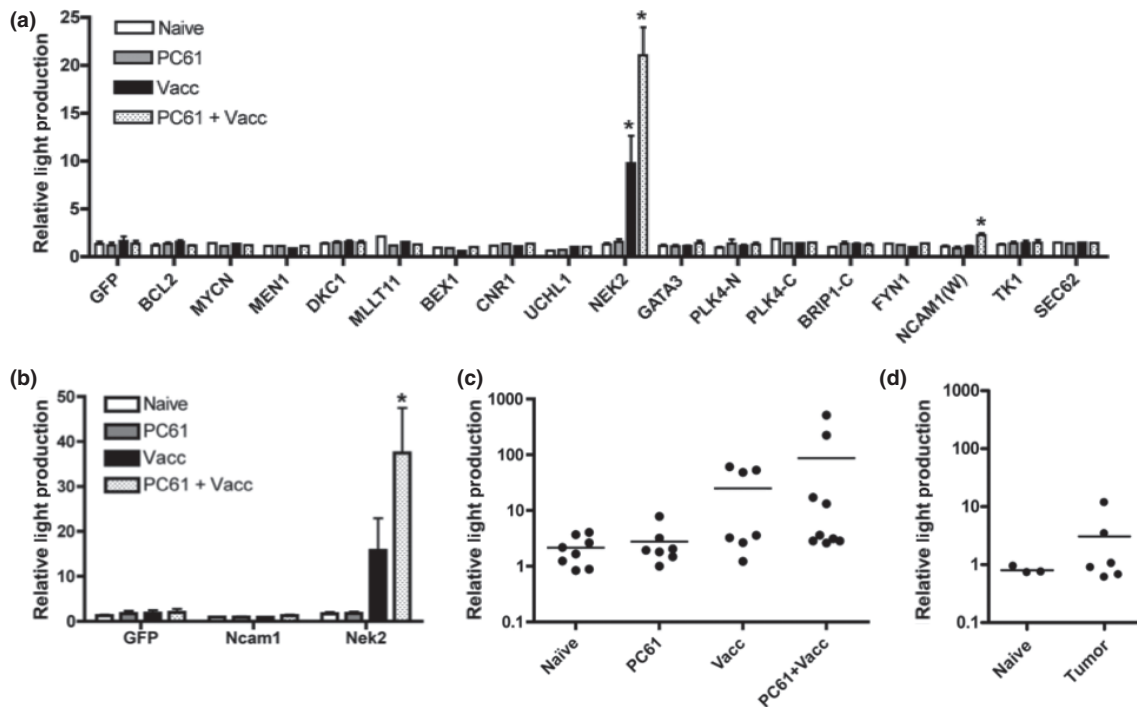 (a)
Relative light production
25
20
15
10
5
0
Naive
PC61
Vacc
PC61 + Vacc
*
*
*
GFP
BCL2
MYCN
MEN1
DKC1
MLLT11
BEX1
CNR1
UCHL1
NEK2
GATA3
PLK4-N
PLK4-C
BRIP1-C
FYN1
NCAM1(W)
TK1
SEC62
(b)
Relative light production
50
40
30
20
10
0
Naive
PC61
Vacc
PC61 + Vacc
*
GFP
Ncam1
Nek2
(c)
Relative light production
1000
100
10
1
0.1
Naïve
PC61
Vacc
PC61+Vacc
(d)
Relative light production
1000
100
10
1
0.1
Naive
Tumor